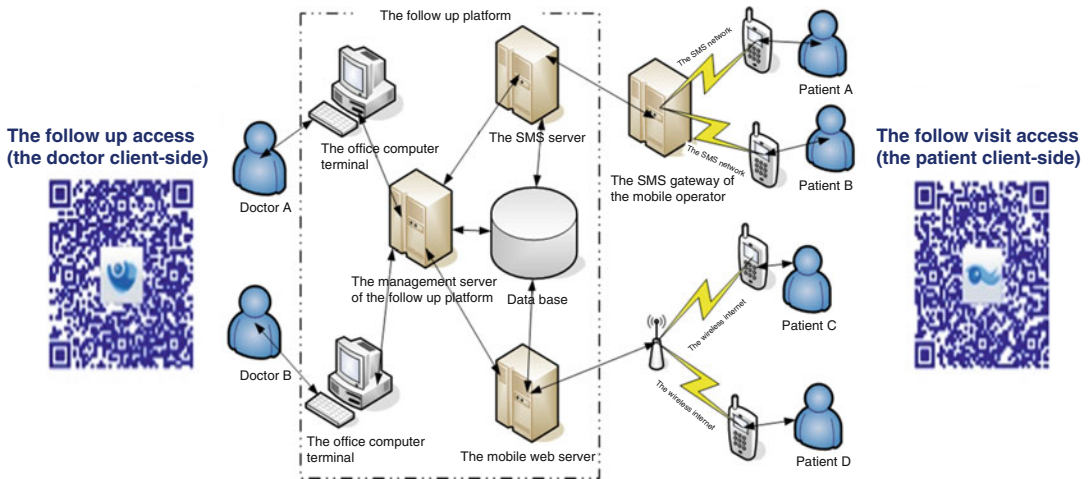 The follow up platform
The follow up access
(the doctor client-side)
Doctor A
The office computer
terminal
The SMS server
The management server
of the follow up platform
Data base
Doctor B
The office computer
terminal
The mobile web server
The SMS gateway of
the mobile operator
The SMS network
The SMS network
Patient A
Patient B
The wireless internet
The wireless internet
Patient C
Patient D
The follow visit access
(the patient client-side)